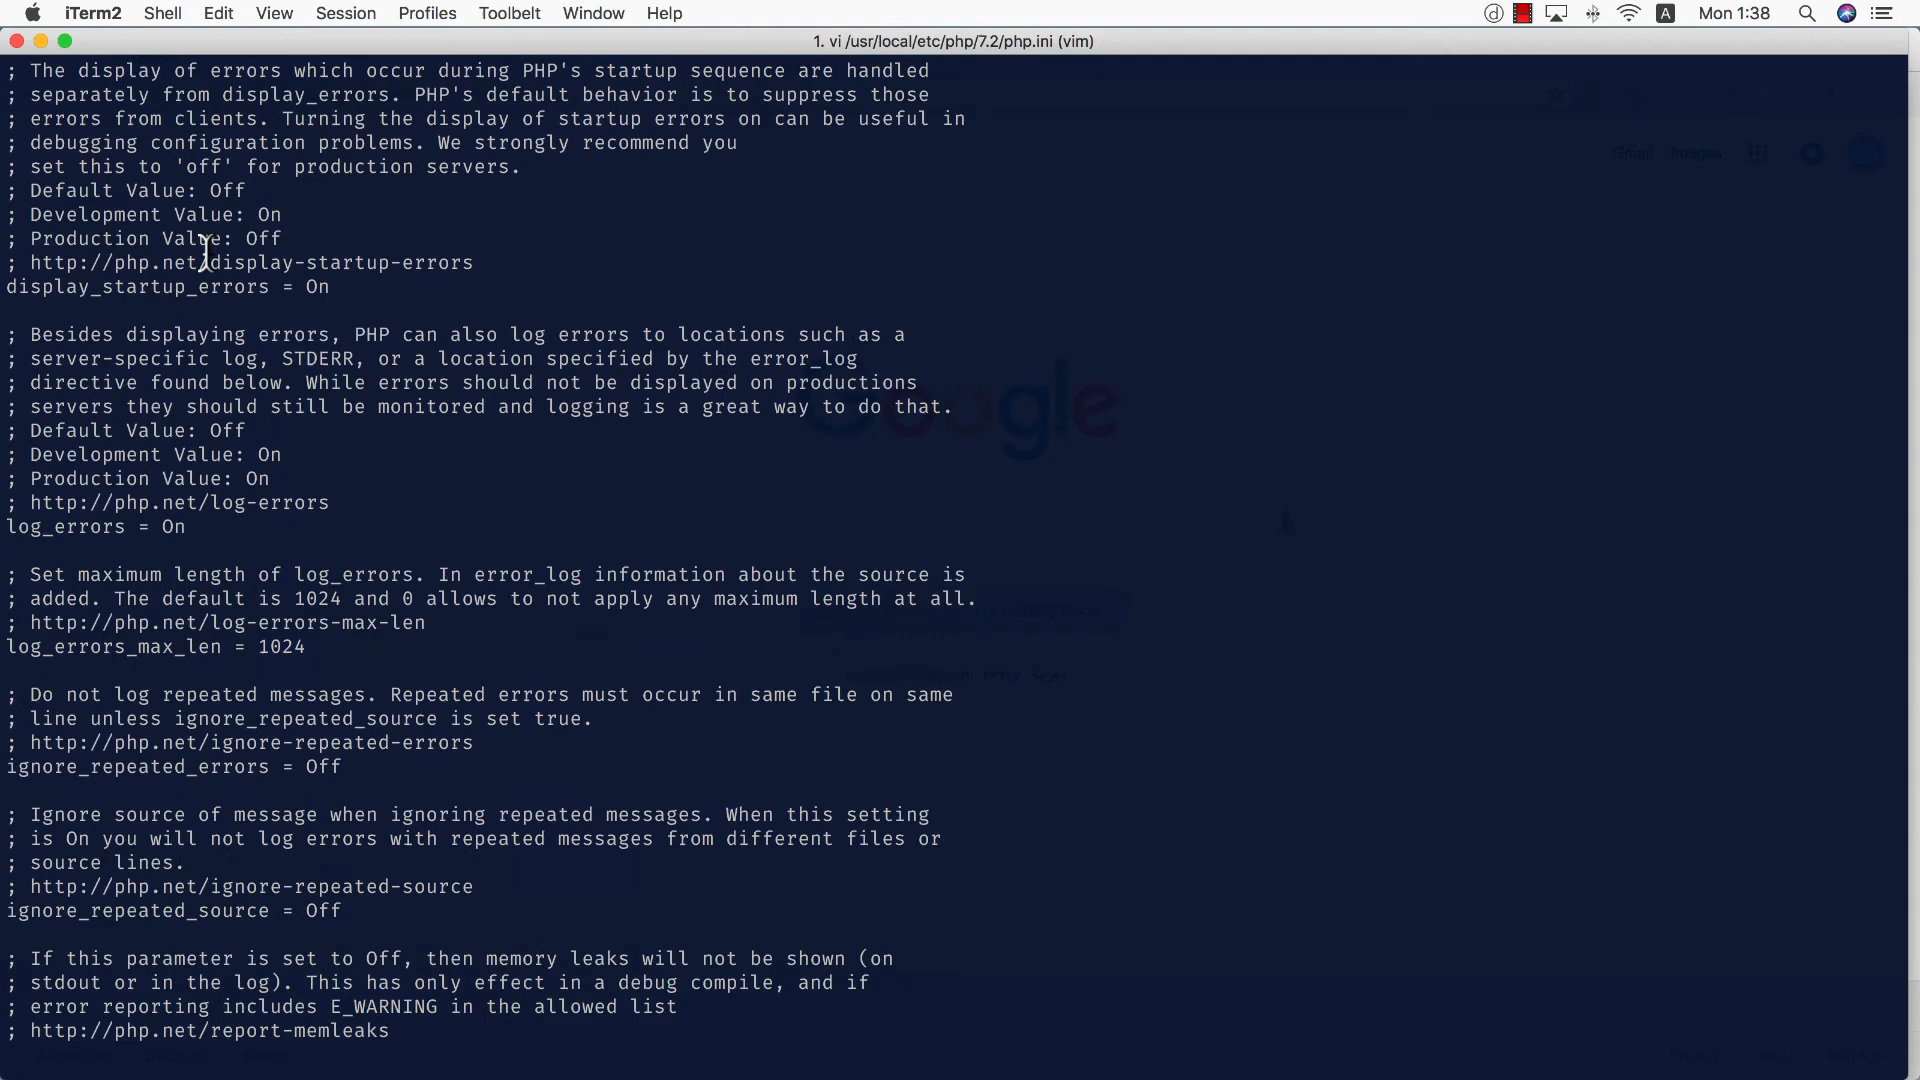 iTerm2 Shell Edit View Session Profiles Toolbelt Window Help
A Mon 1:38
1. vi /usr/local/etc/php/7.2/php.ini (vim)
; The display of errors which occur during PHP's startup sequence are handled
; separately from display_errors. PHP's default behavior is to suppress those
; errors from clients. Turning the display of startup errors on can be useful in
; debugging configuration problems. We strongly recommend you
; set this to 'off' for production servers.
; Default Value: Off
; Development Value: On
; Production Value: Off
; http://php.net/display-startup-errors
display_startup_errors = On
; Besides displaying errors, PHP can also log errors to locations such as a
; server-specific log, STDERR, or a location specified by the error_log
; directive found below. While errors should not be displayed on productions
; servers they should still be monitored and logging is a great way to do that.
; Default Value: Off
; Development Value: On
; Production Value: On
; http://php.net/log-errors
log_errors = On
; Set maximum length of log_errors. In error_log information about the source is
; added. The default is 1024 and 0 allows to not apply any maximum length at all.
; http://php.net/log-errors-max-len
log_errors_max_len = 1024
; Do not log repeated messages. Repeated errors must occur in same file on same
; line unless ignore_repeated_source is set true.
; http://php.net/ignore-repeated-errors
ignore_repeated_errors = Off
; Ignore source of message when ignoring repeated messages. When this setting
; is On you will not log errors with repeated messages from different files or
; source lines.
; http://php.net/ignore-repeated-source
ignore_repeated_source = Off
; If this parameter is set to Off, then memory leaks will not be shown (on
; stdout or in the log). This has only effect in a debug compile, and if
; error reporting includes E_WARNING in the allowed list
; http://php.net/report-memleaks
Gmail Images
Google
עברית العربية